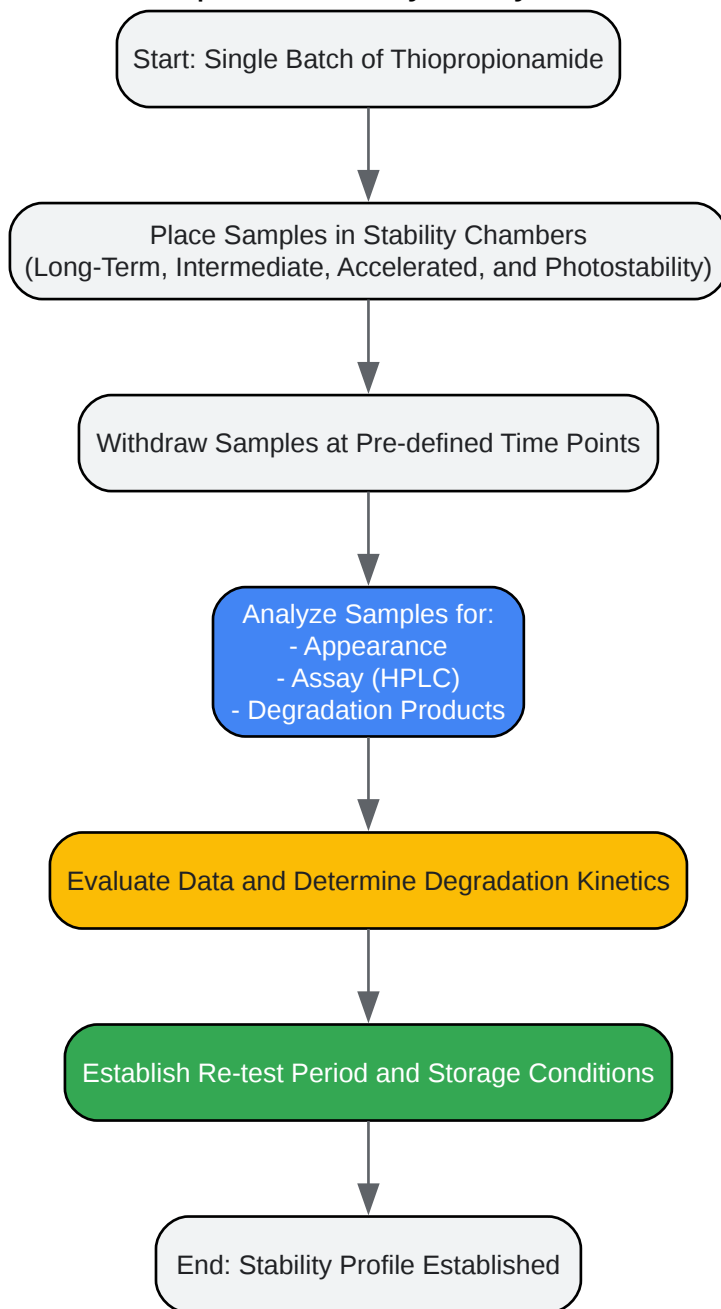 Start: Single Batch of Thiopropionamide
Place Samples in Stability Chambers
(Long-Term, Intermediate, Accelerated, and Photostability)
Withdraw Samples at Pre-defined Time Points
Analyze Samples for:
- Appearance
- Assay (HPLC)
- Degradation Products
Evaluate Data and Determine Degradation Kinetics
Establish Re-test Period and Storage Conditions
End: Stability Profile Established